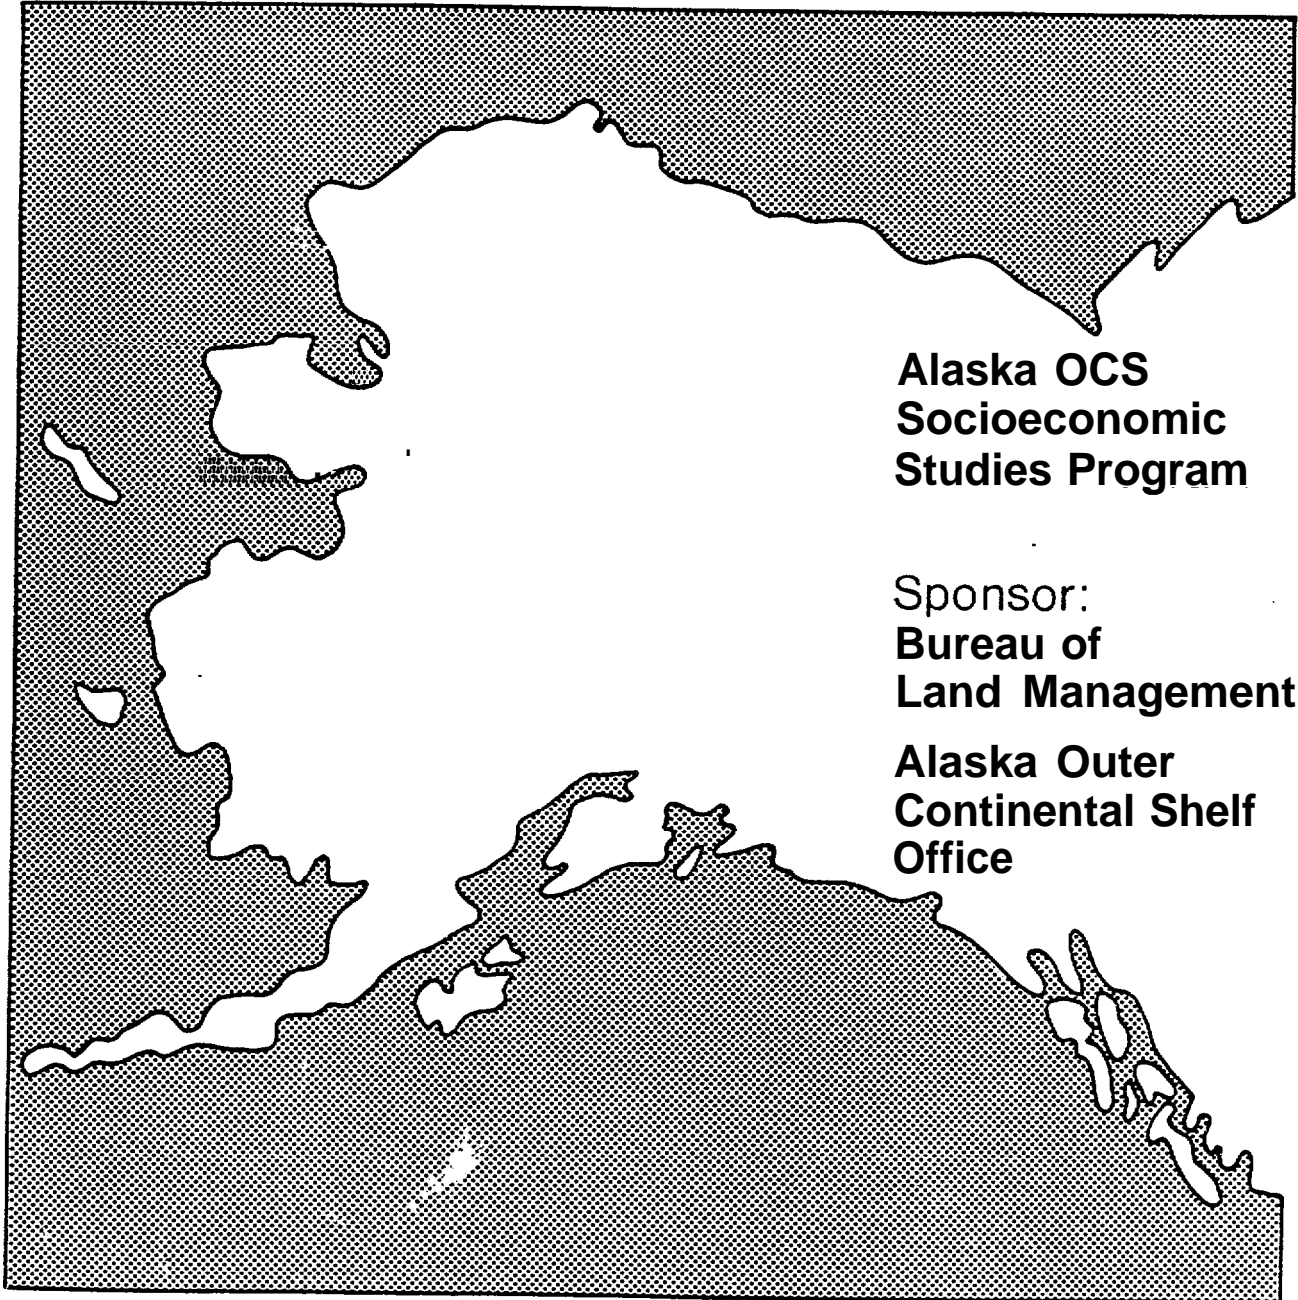 Alaska OCS
Socioeconomic
Studies Program
Sponsor:
Bureau of
Land Management
Alaska Outer
Continental Shelf
Office